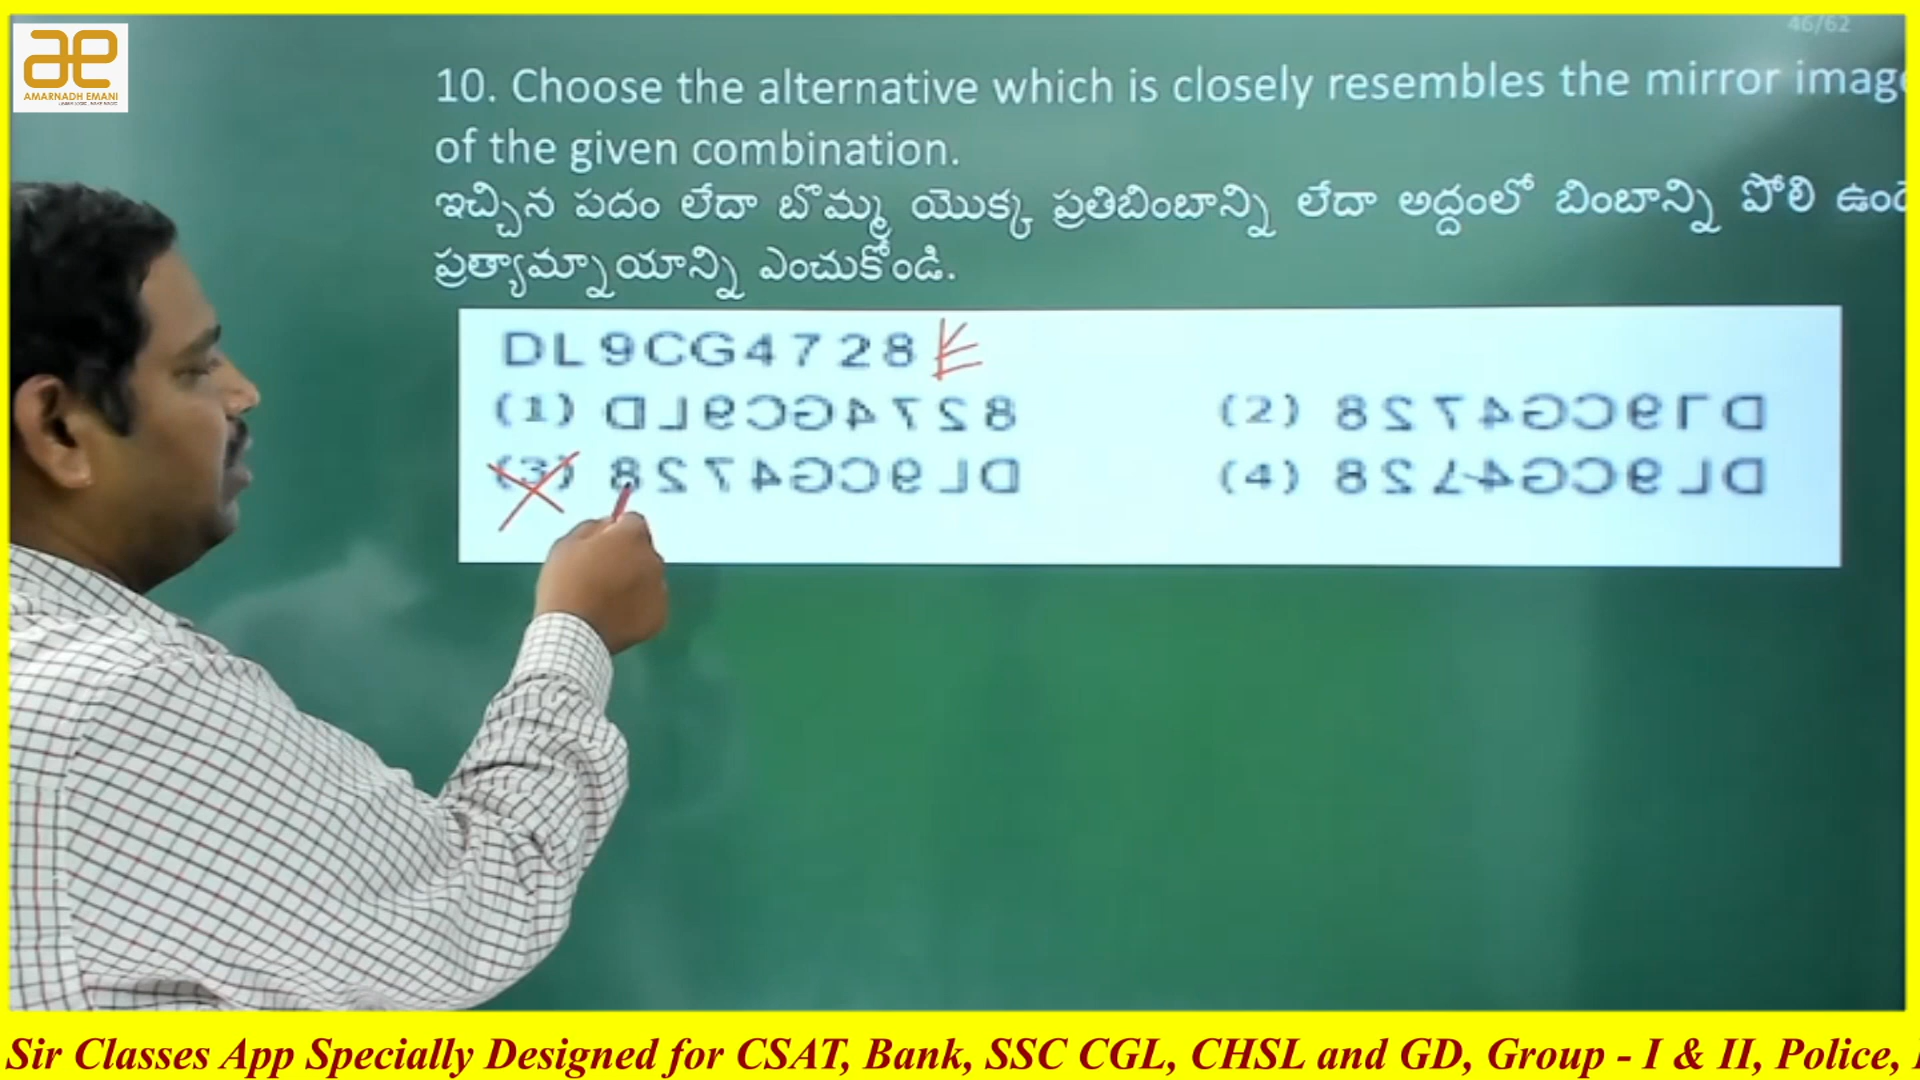 46/62
ae
AMARNADH EMANI
10. Choose the alternative which is closely resembles the mirror image
of the given combination.
ఇచ్చిన పదం లేదా బొమ్మ యొక్క ప్రతిబింబాన్ని లేదా అద్దంలో బింబాన్ని పోలి ఉండే
ప్రత్యామ్నాయాన్ని ఎంచుకోండి.
DL9CG4728
(1) DL9CG4728 (2)
(3) 8274GC9LD (4)
Sir Classes App Specially Designed for CSAT, Bank, SSC CGL, CHSL and GD, Group - I & II, Police,